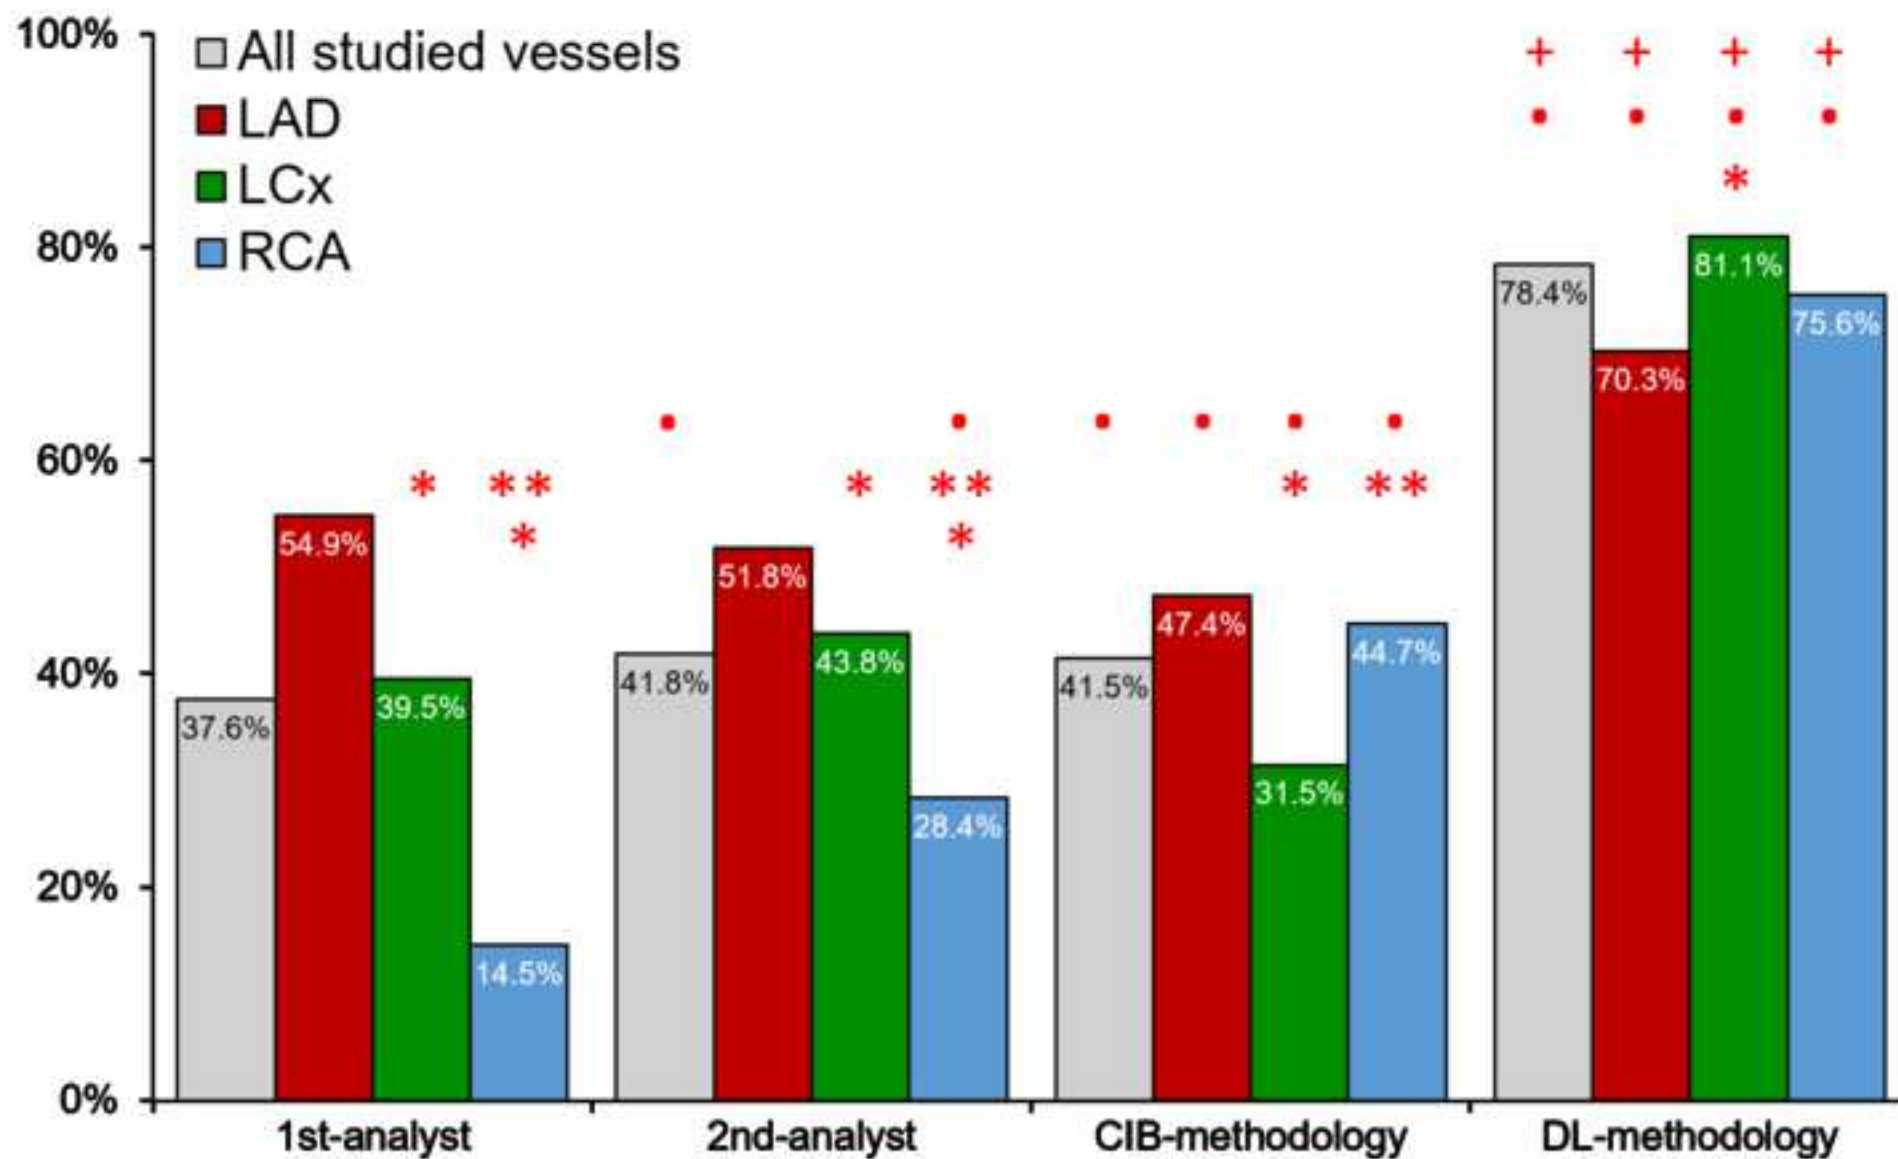 100%
80%
60%
40%
20%
0%
All studied vessels
LAD
LCx
RCA
+ + + +
• • • •
*
• • • • • •
* ** * ** * **
* *
37.6%
54.9%
39.5%
14.5%
41.8%
51.8%
43.8%
28.4%
41.5%
47.4%
31.5%
44.7%
78.4%
70.3%
81.1%
75.6%
1st-analyst 2nd-analyst CIB-methodology DL-methodology